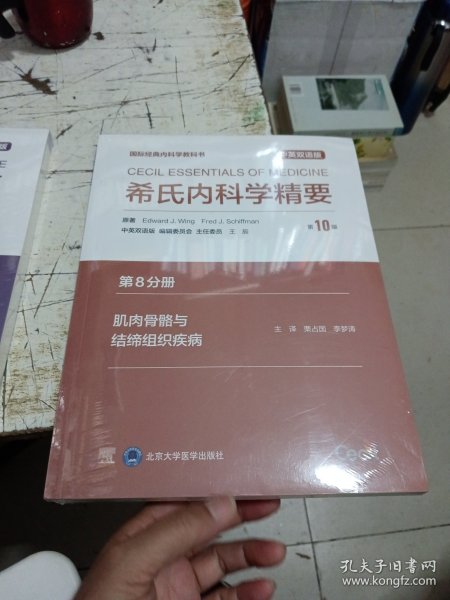 国际经典内科学教科书
中英双语版
CECIL ESSENTIALS OF MEDICINE
希氏内科学精要
原著 Edward J. Wing Fred J. Schiffman
第10版
中英双语版 编辑委员会 主任委员 王辰
第8分册
肌肉骨骼与
结缔组织疾病
主译 栗占国 李梦涛
北京大学医学出版社
Cecil
版
E
孔夫子旧书网
www.kongfz.com